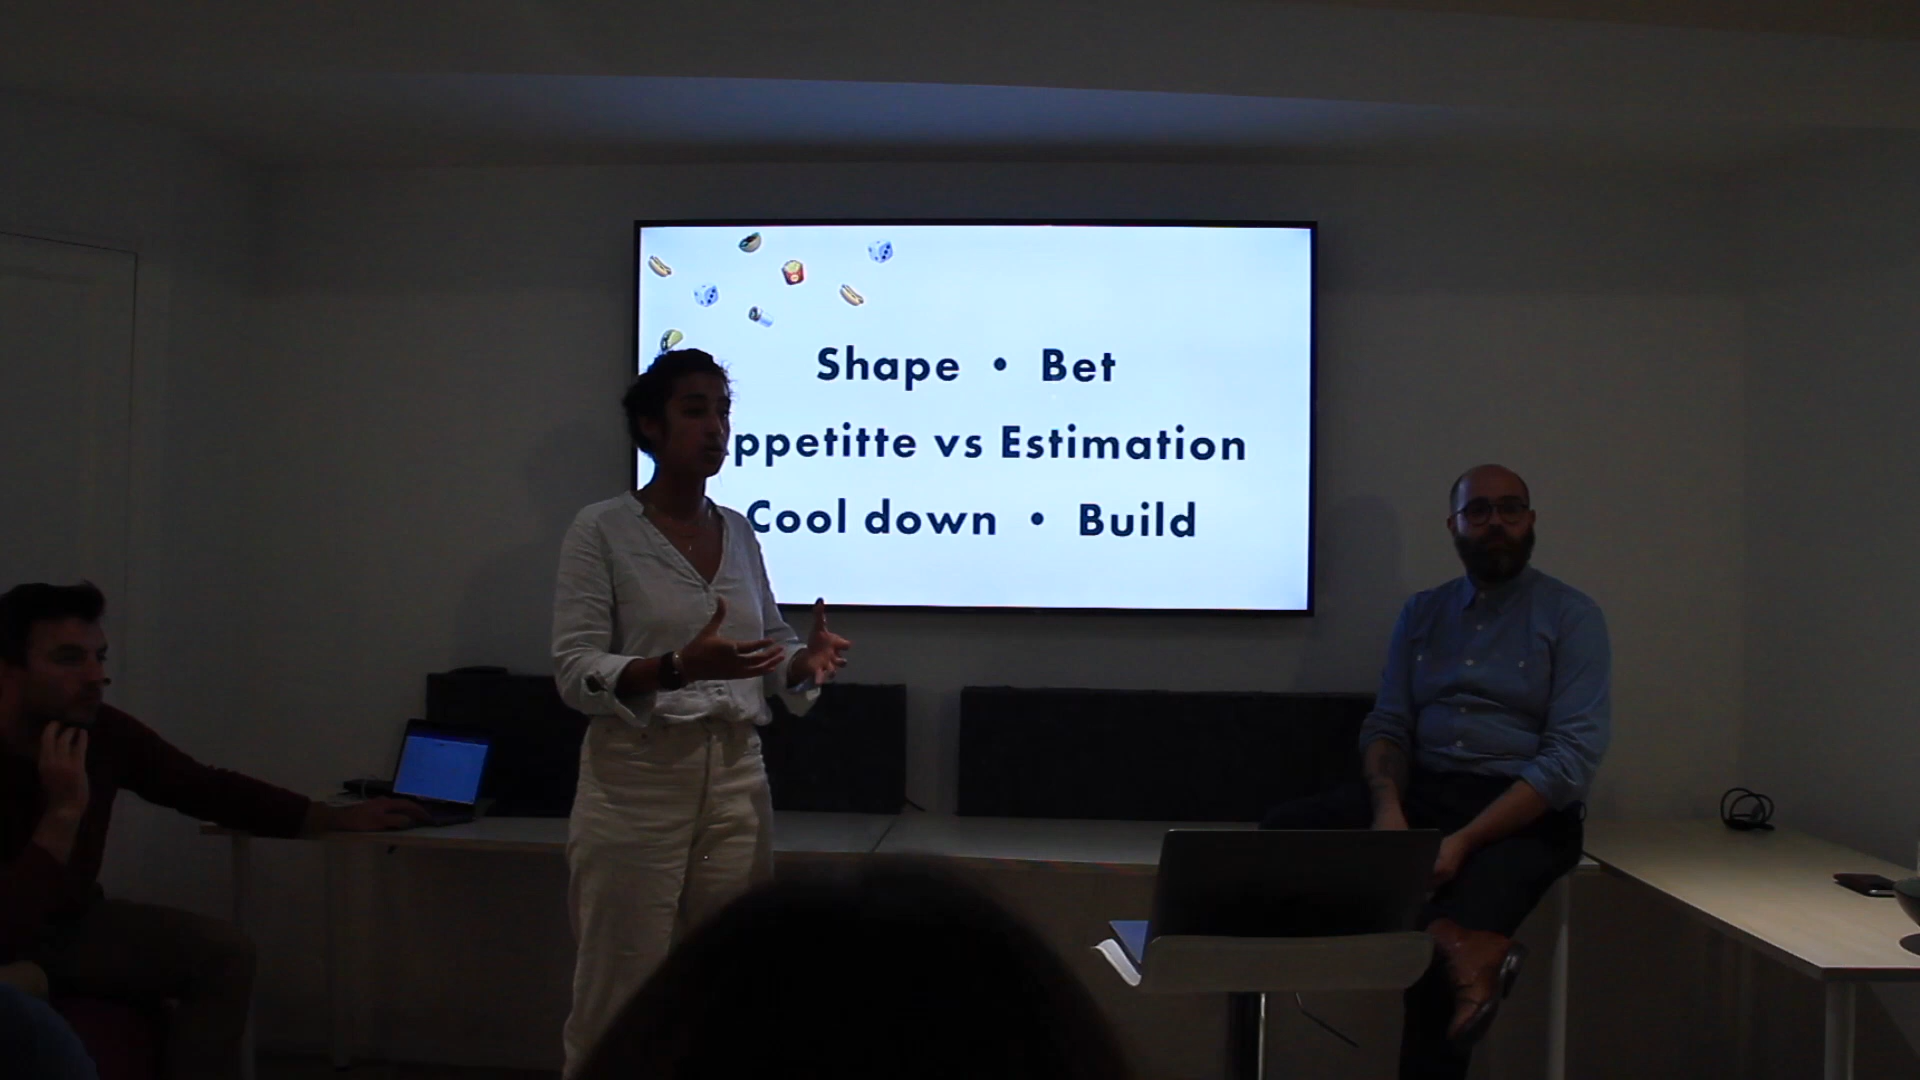 Shape • Bet
ppetitte vs Estimation
Cool down • Build